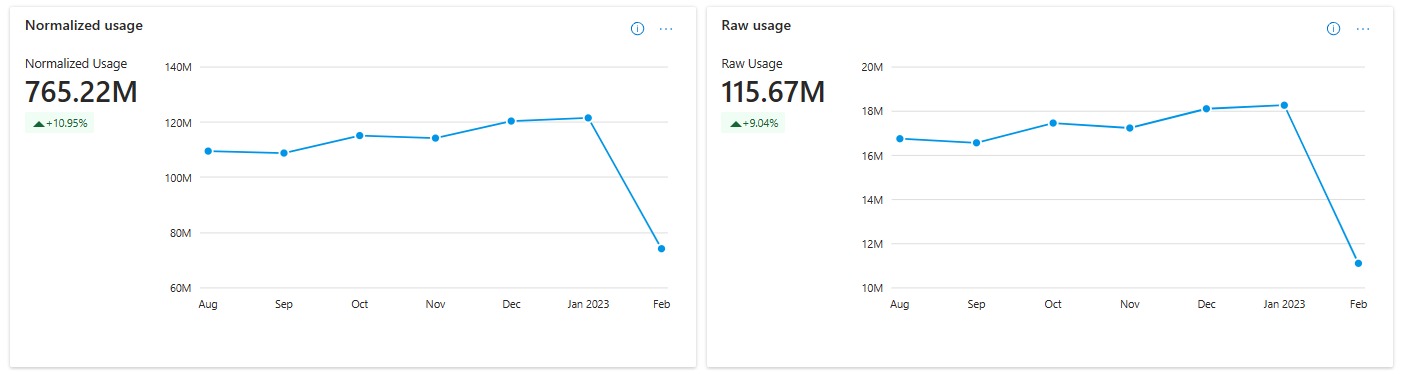 Normalized usage
Normalized Usage
765.22M
+10.95%
140M
120M
100M
80M
60M
Aug Sep Oct Nov Dec Jan 2023 Feb
Raw usage
Raw Usage
115.67M
+9.04%
20M
18M
16M
14M
12M
10M
Aug Sep Oct Nov Dec Jan 2023 Feb